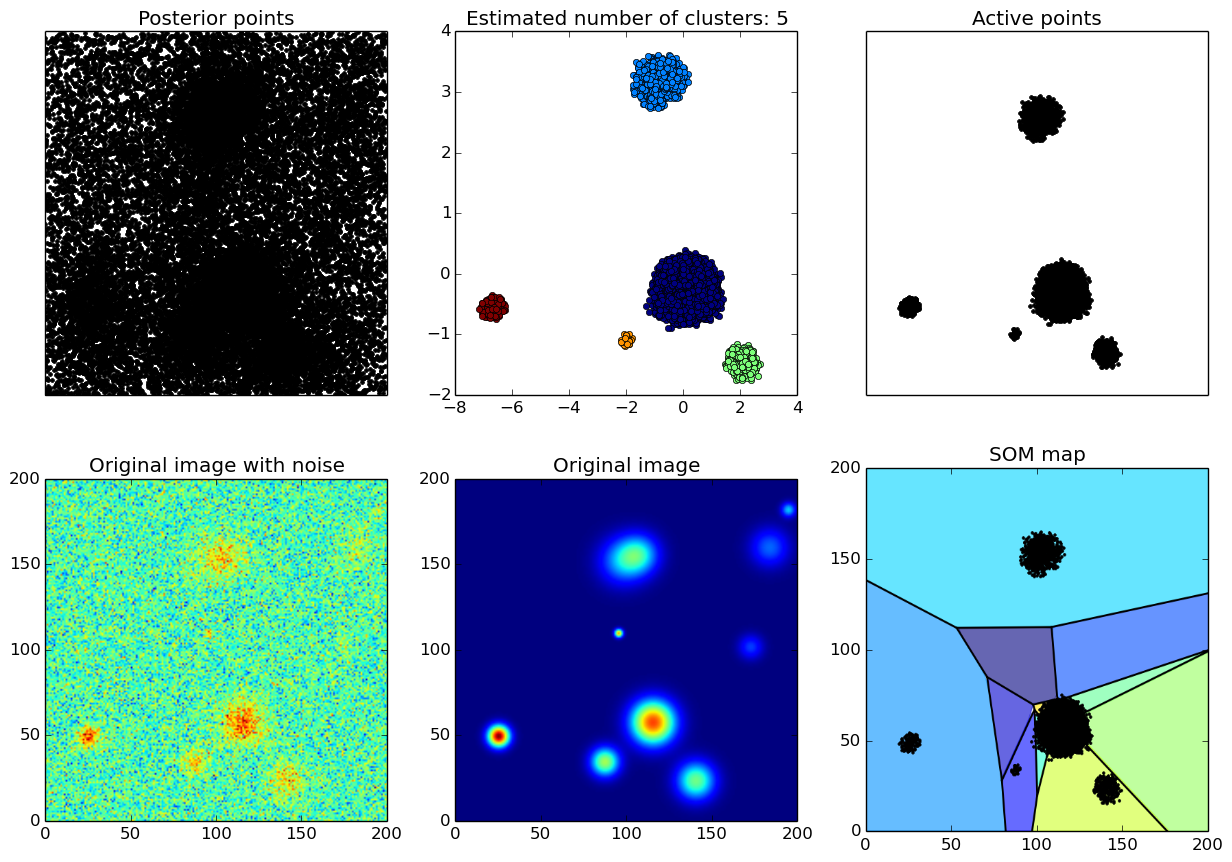 Posterior points
Estimated number of clusters: 5
Active points
4
3
2
1
0
−1
−2
−8 −6 −4 −2 0 2 4
Original image with noise
Original image
SOM map
200
150
100
50
0
0 50 100 150 200
200
150
100
50
0
0 50 100 150 200
200
150
100
50
0
0 50 100 150 200